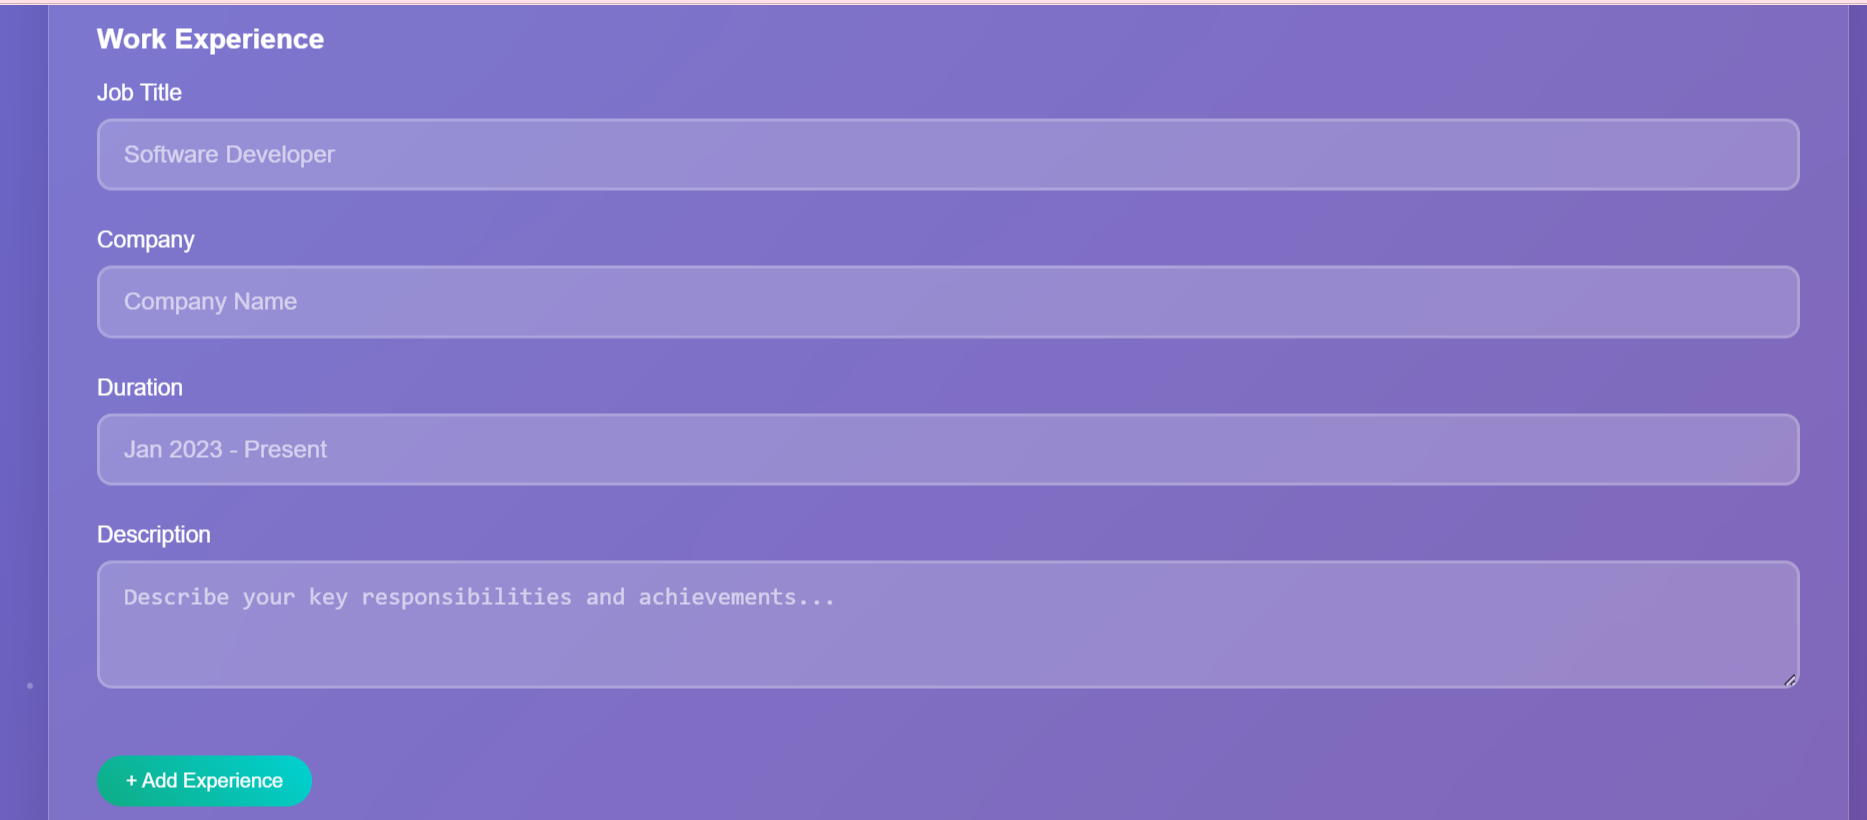 Work Experience
Job Title
Software Developer
Company
Company Name
Duration
Jan 2023 - Present
Description
Describe your key responsibilities and achievements...
+ Add Experience